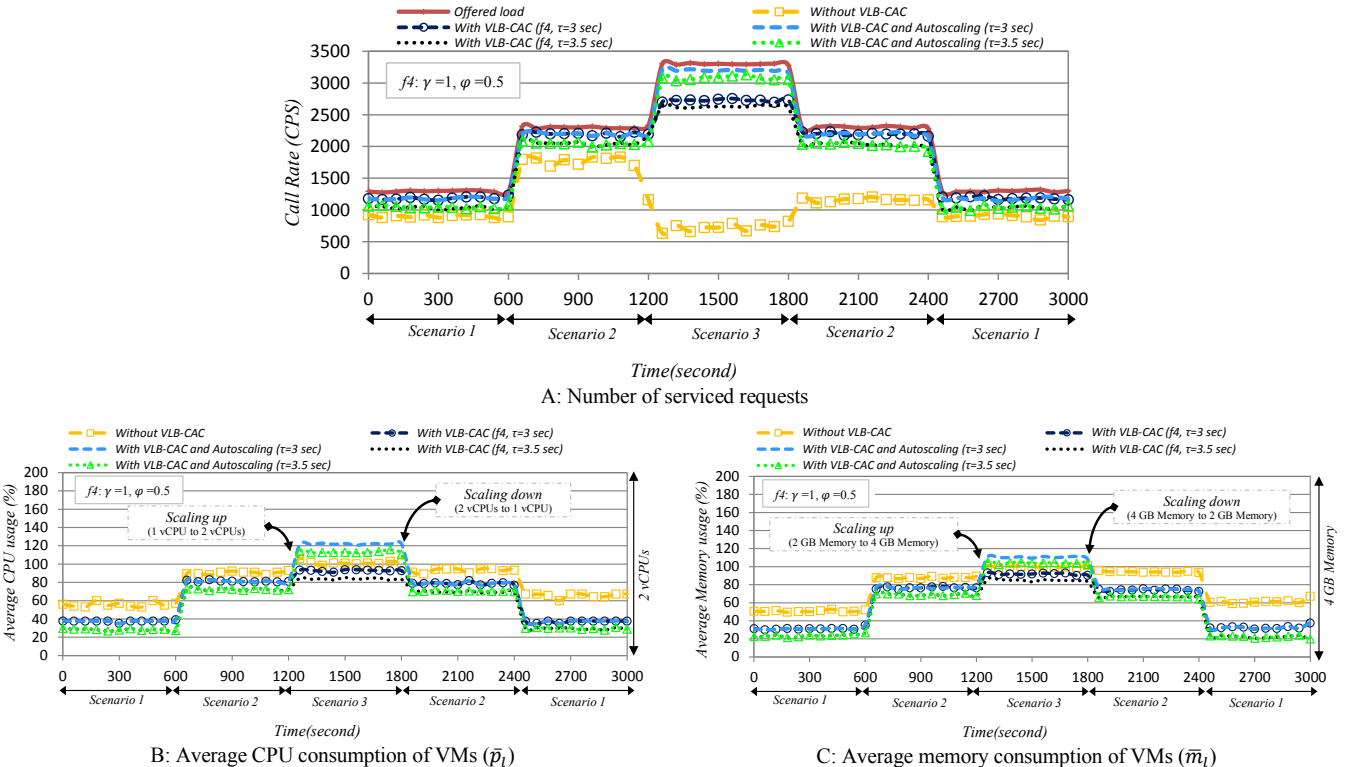 Offered load
Without VLB-CAC
With VLB-CAC (f4, τ=3 sec)
With VLB-CAC and Autoscaling (τ=3 sec)
With VLB-CAC (f4, τ=3.5 sec)
With VLB-CAC and Autoscaling (τ=3.5 sec)
3500
3000
2500
2000
1500
1000
500
0
Call Rate (CPS)
f4: γ =1, φ =0.5
0 300 600 900 1200 1500 1800 2100 2400 2700 3000
Scenario 1 Scenario 2 Scenario 3 Scenario 2 Scenario 1
Time(second)
A: Number of serviced requests
Without VLB-CAC
With VLB-CAC (f4, τ=3 sec)
With VLB-CAC and Autoscaling (τ=3 sec)
With VLB-CAC (f4, τ=3.5 sec)
With VLB-CAC and Autoscaling (τ=3.5 sec)
200
180
160
140
120
100
80
60
40
20
0
Average CPU usage (%)
f4: γ =1, φ =0.5
Scaling up
(1 vCPU to 2 vCPUs)
Scaling down
(2 vCPUs to 1 vCPU)
2 vCPUs
0 300 600 900 1200 1500 1800 2100 2400 2700 3000
Scenario 1 Scenario 2 Scenario 3 Scenario 2 Scenario 1
Time(second)
B: Average CPU consumption of VMs (p̄l)
Without VLB-CAC
With VLB-CAC (f4, τ=3 sec)
With VLB-CAC and Autoscaling (τ=3 sec)
With VLB-CAC (f4, τ=3.5 sec)
With VLB-CAC and Autoscaling (τ=3.5 sec)
200
180
160
140
120
100
80
60
40
20
0
Average Memory usage (%)
f4: γ =1, φ =0.5
Scaling up
(2 GB Memory to 4 GB Memory)
Scaling down
(4 GB Memory to 2 GB Memory)
4 GB Memory
0 300 600 900 1200 1500 1800 2100 2400 2700 3000
Scenario 1 Scenario 2 Scenario 3 Scenario 2 Scenario 1
Time(second)
C: Average memory consumption of VMs (m̄l)